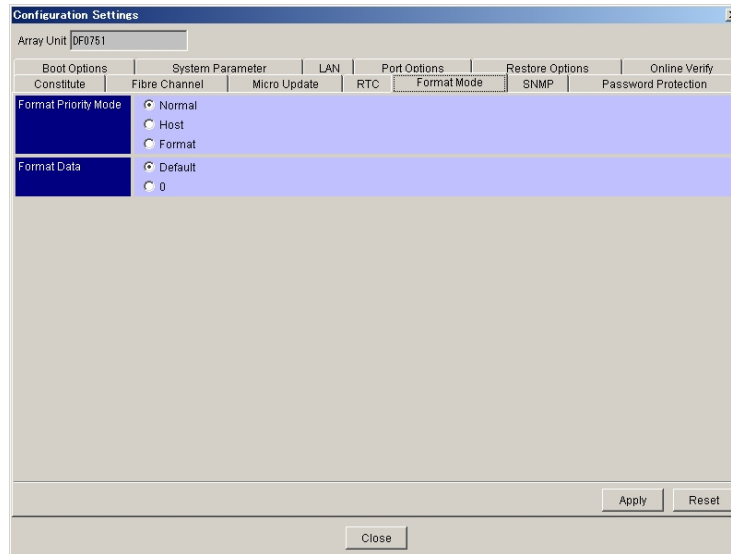 Configuration Settings
Array Unit DF0751
Boot Options System Parameter LAN Port Options Restore Options Online Verify
Constitute Fibre Channel Micro Update RTC Format Mode SNMP Password Protection
Format Priority Mode Normal
Host
Format
Format Data Default
0
Apply Reset
Close